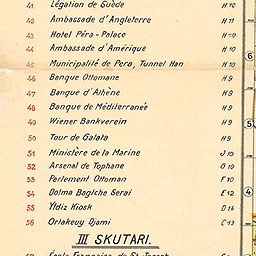 41 Légation de Suède H 10
42 Ambassade d'Angleterre H 11
43 Hotel Péra-Palace H 10
44 Ambassade d'Amérique H 10
45 Municipalité de Pera, Tunnel Han H 10
46 Banque Ottomane H 9
47 Banque d'Athène H 9
48 Banque de Méditerranée H 9
49 Wiener Bankverein H 9
50 Tour de Galata H 9
51 Ministère de la Marine J 10
52 Arsenal de Tophane G 10
53 Parlement Ottoman F 10
54 Dolma Bagtche Serai E 12
55 Yldiz Kiosk D 14
56 Ortakeuy Djami C 13
III SKUTARI.
6
5
4